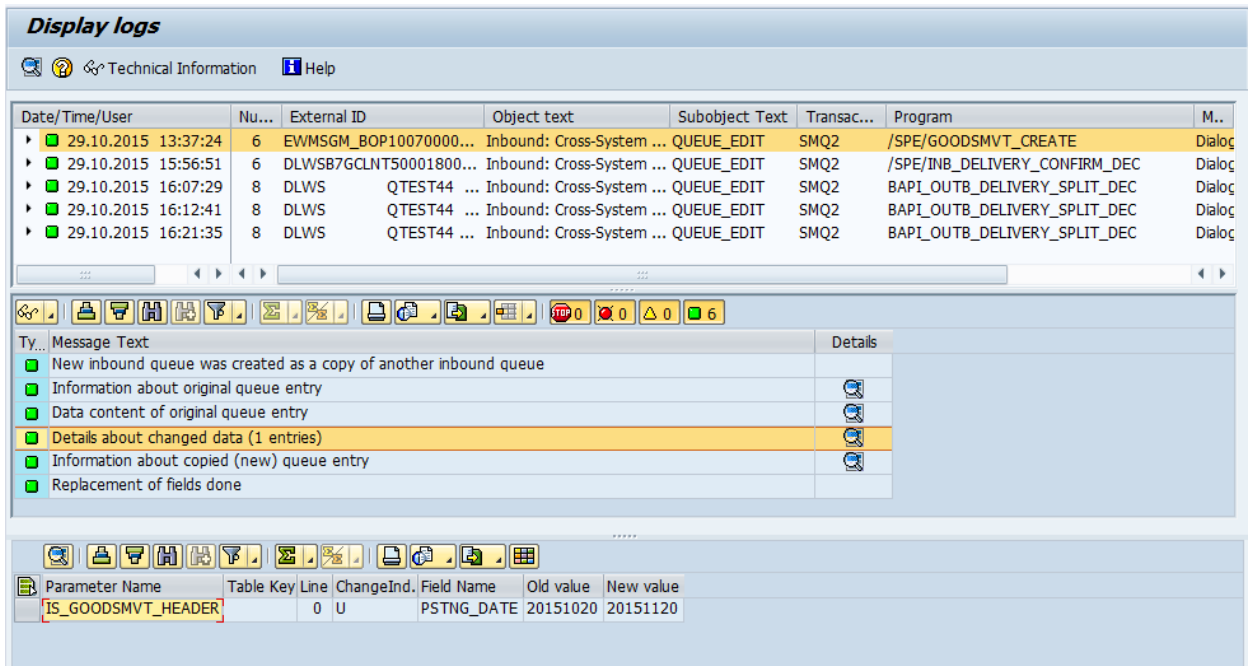 Display logs
Technical Information Help
Date/Time/User Nu... External ID Object text Subobject Text Transac... Program M..
29.10.2015 13:37:24 6 EWMSGM_BOP10070000... Inbound: Cross-System ... QUEUE_EDIT SMQ2 /SPE/GOODSMVT_CREATE Dialog
29.10.2015 15:56:51 6 DLWSB7GCLNT50001800... Inbound: Cross-System ... QUEUE_EDIT SMQ2 /SPE/INB_DELIVERY_CONFIRM_DEC Dialog
29.10.2015 16:07:29 8 DLWS QTEST44 ... Inbound: Cross-System ... QUEUE_EDIT SMQ2 BAPI_OUTB_DELIVERY_SPLIT_DEC Dialog
29.10.2015 16:12:41 8 DLWS QTEST44 ... Inbound: Cross-System ... QUEUE_EDIT SMQ2 BAPI_OUTB_DELIVERY_SPLIT_DEC Dialog
29.10.2015 16:21:35 8 DLWS QTEST44 ... Inbound: Cross-System ... QUEUE_EDIT SMQ2 BAPI_OUTB_DELIVERY_SPLIT_DEC Dialog
STOP 0 0 0 6
Ty... Message Text Details
New inbound queue was created as a copy of another inbound queue
Information about original queue entry
Data content of original queue entry
Details about changed data (1 entries)
Information about copied (new) queue entry
Replacement of fields done
Parameter Name Table Key Line ChangeInd. Field Name Old value New value
IS_GOODSMVT_HEADER 0 U PSTNG_DATE 20151020 20151120